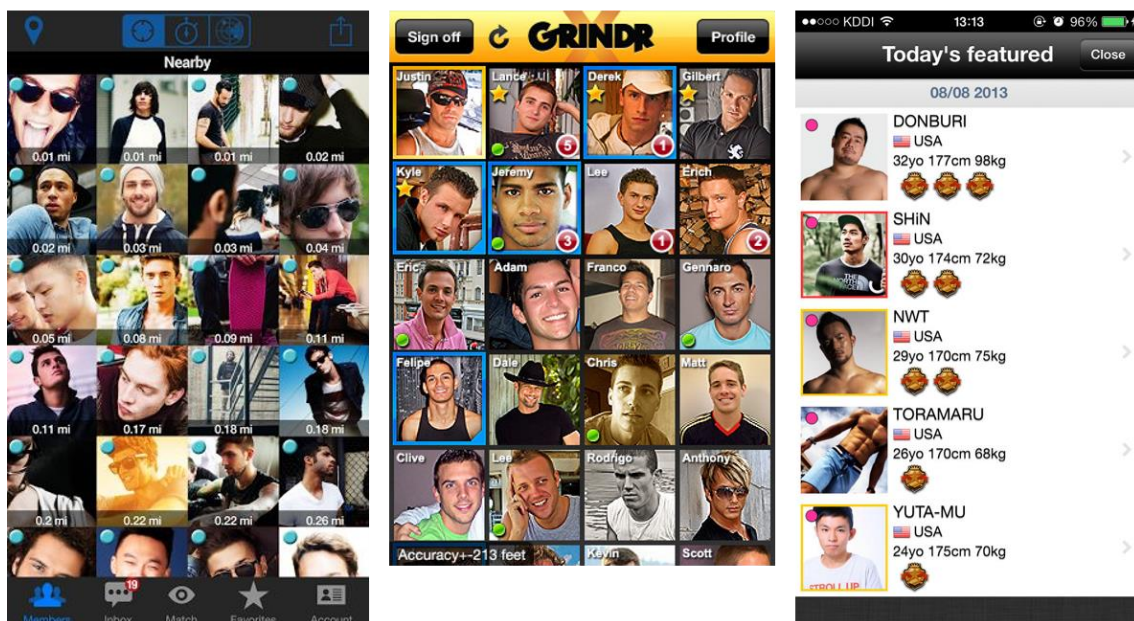 Nearby
0.01 mi
0.01 mi
0.01 mi
0.02 mi
0.02 mi
0.03 mi
0.03 mi
0.04 mi
0.05 mi
0.08 mi
0.09 mi
0.11 mi
0.11 mi
0.17 mi
0.18 mi
0.18 mi
0.2 mi
0.22 mi
0.22 mi
0.26 mi
19
Members Inbox Match Favorites Account
Sign off GRINDR X Profile
Justin Lance Derek Gilbert
5 1
Kyle Jeremy Lee Erich
3 1 2
Eric Adam Franco Gennaro
Felipe Dale Chris Matt
Clive Lee Rodrigo Anthony
Accuracy+-213 feet Kevin Scott
KDDI 13:13 96%
Today's featured Close
08/08 2013
DONBURI
USA
32yo 177cm 98kg
SHiN
USA
30yo 174cm 72kg
THE
NORTH
FACE
NWT
USA
29yo 170cm 75kg
TORAMARU
USA
26yo 170cm 68kg
YUTA-MU
USA
24yo 175cm 70kg
STROLL UP